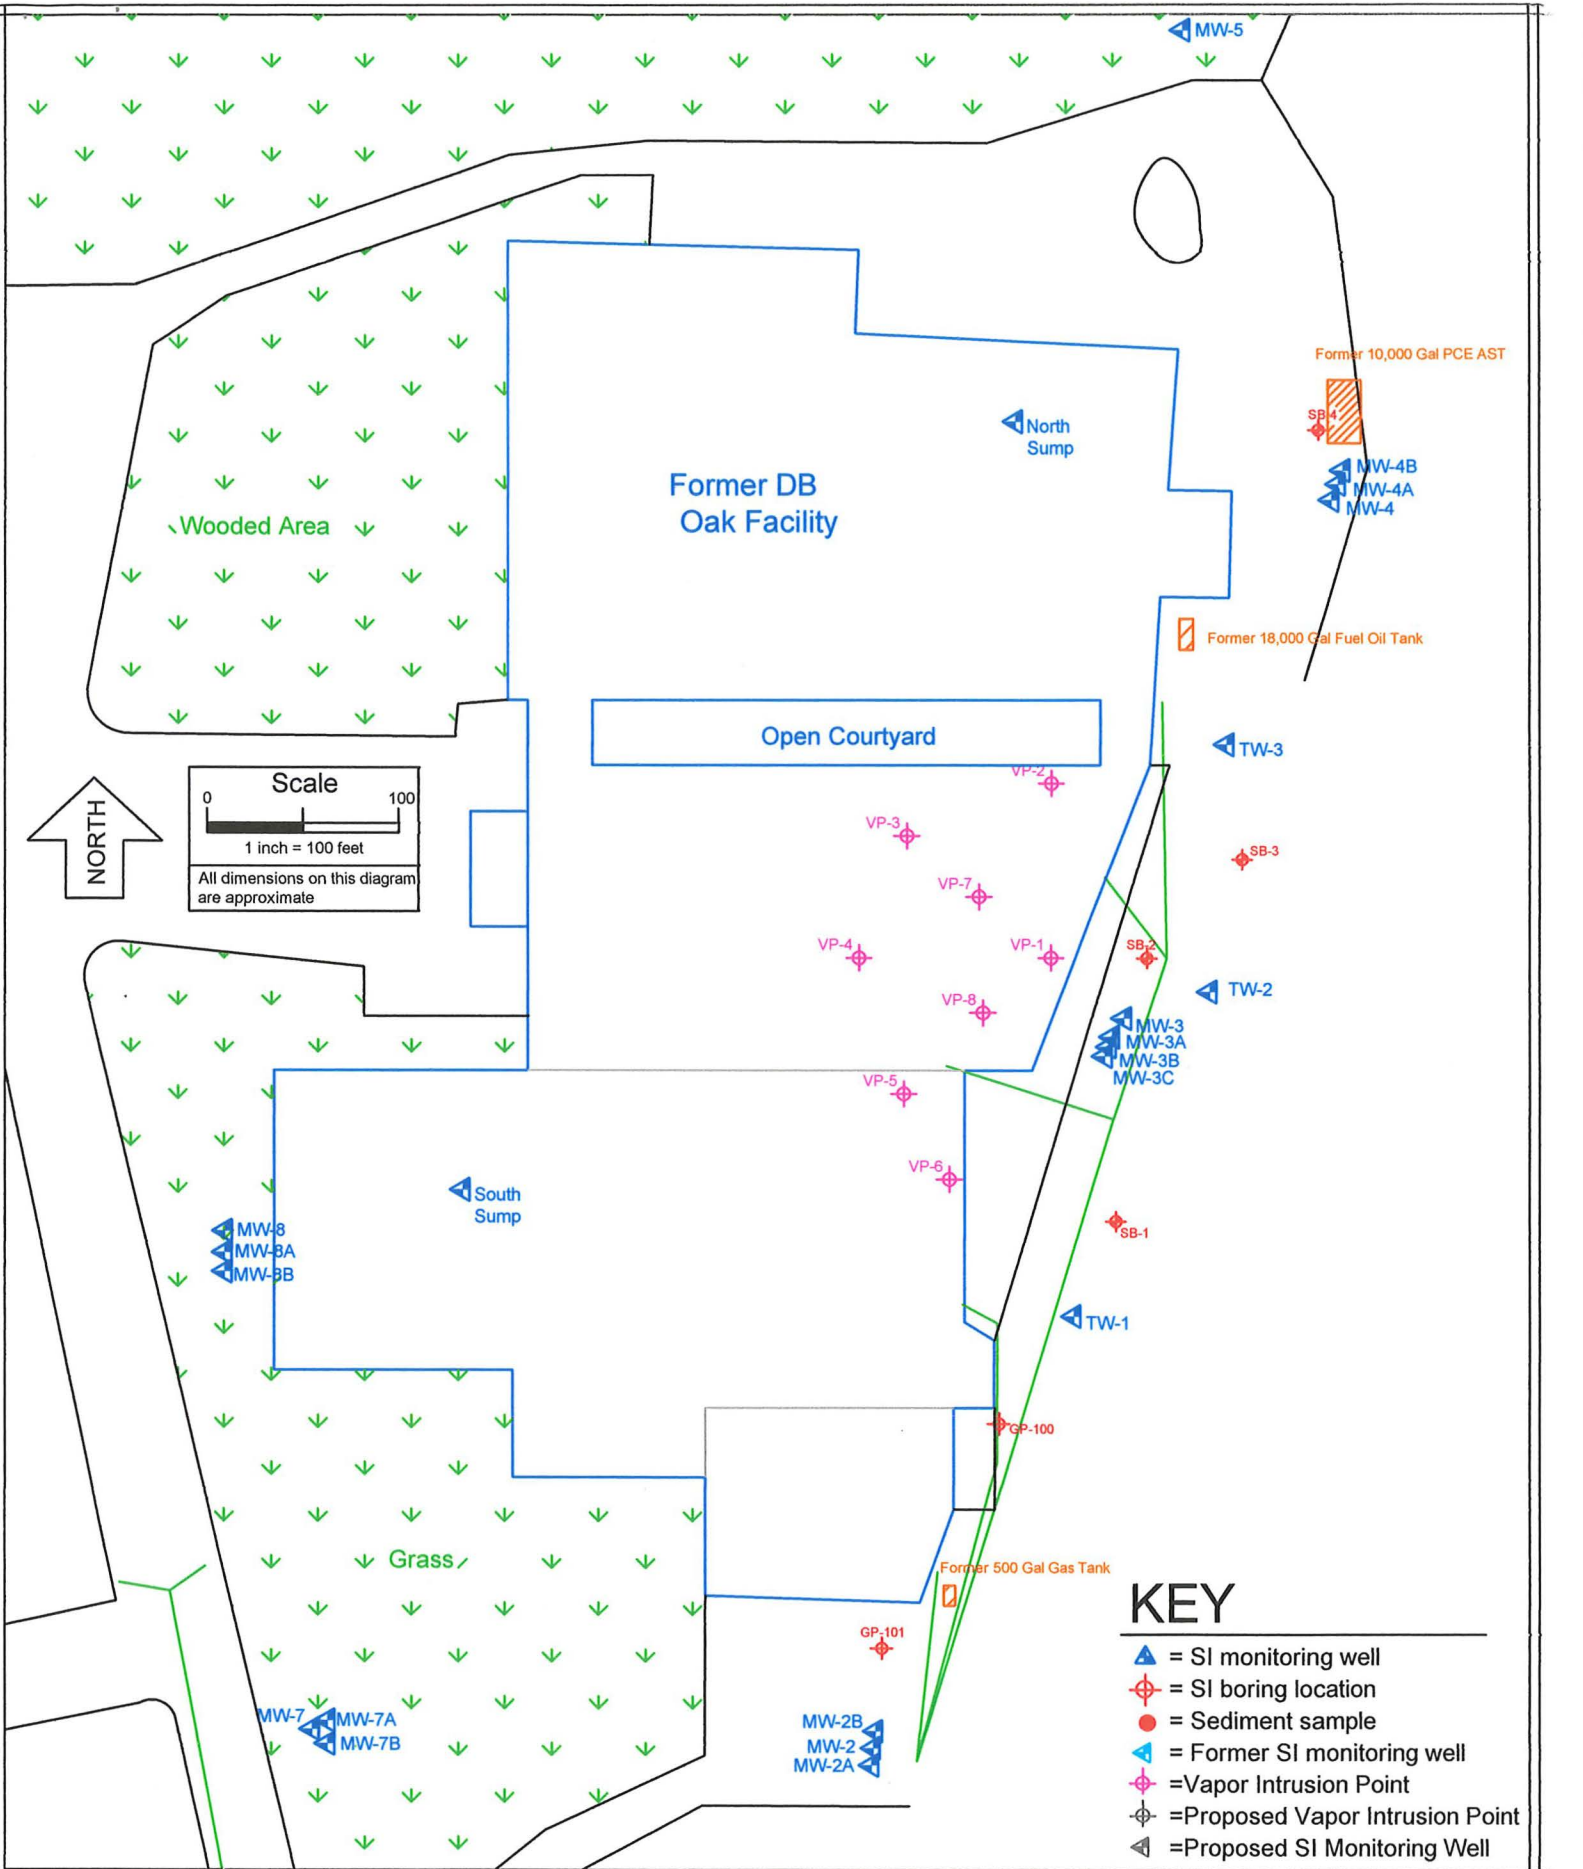 MW-5
Former 10,000 Gal PCE AST
SB-4
North
Sump
MW-4B
MW-4A
MW-4
Former DB
Oak Facility
Wooded Area
Former 18,000 Gal Fuel Oil Tank
Open Courtyard
TW-3
VP-2
Scale
0 100
1 inch = 100 feet
All dimensions on this diagram
are approximate
NORTH
VP-3
SB-3
VP-7
VP-4
VP-1
SB-2
TW-2
VP-8
MW-3
MW-3A
MW-3B
MW-3C
VP-5
VP-6
South
Sump
MW-8
MW-8A
MW-8B
SB-1
TW-1
GP-100
Grass
Former 500 Gal Gas Tank
GP-101
MW-7
MW-7A
MW-7B
MW-2B
MW-2
MW-2A
KEY
= SI monitoring well
= SI boring location
= Sediment sample
= Former SI monitoring well
=Vapor Intrusion Point
=Proposed Vapor Intrusion Point
=Proposed SI Monitoring Well